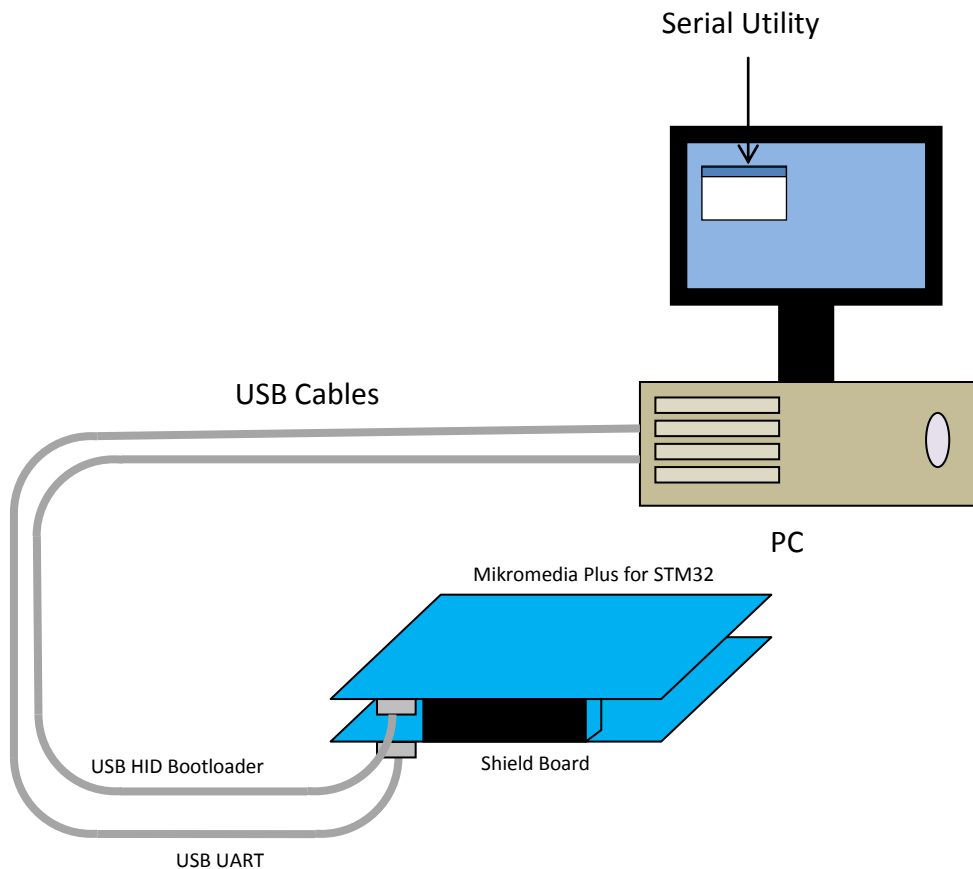 Serial Utility
USB Cables
PC
Mikromedia Plus for STM32
USB HID Bootloader
Shield Board
USB UART